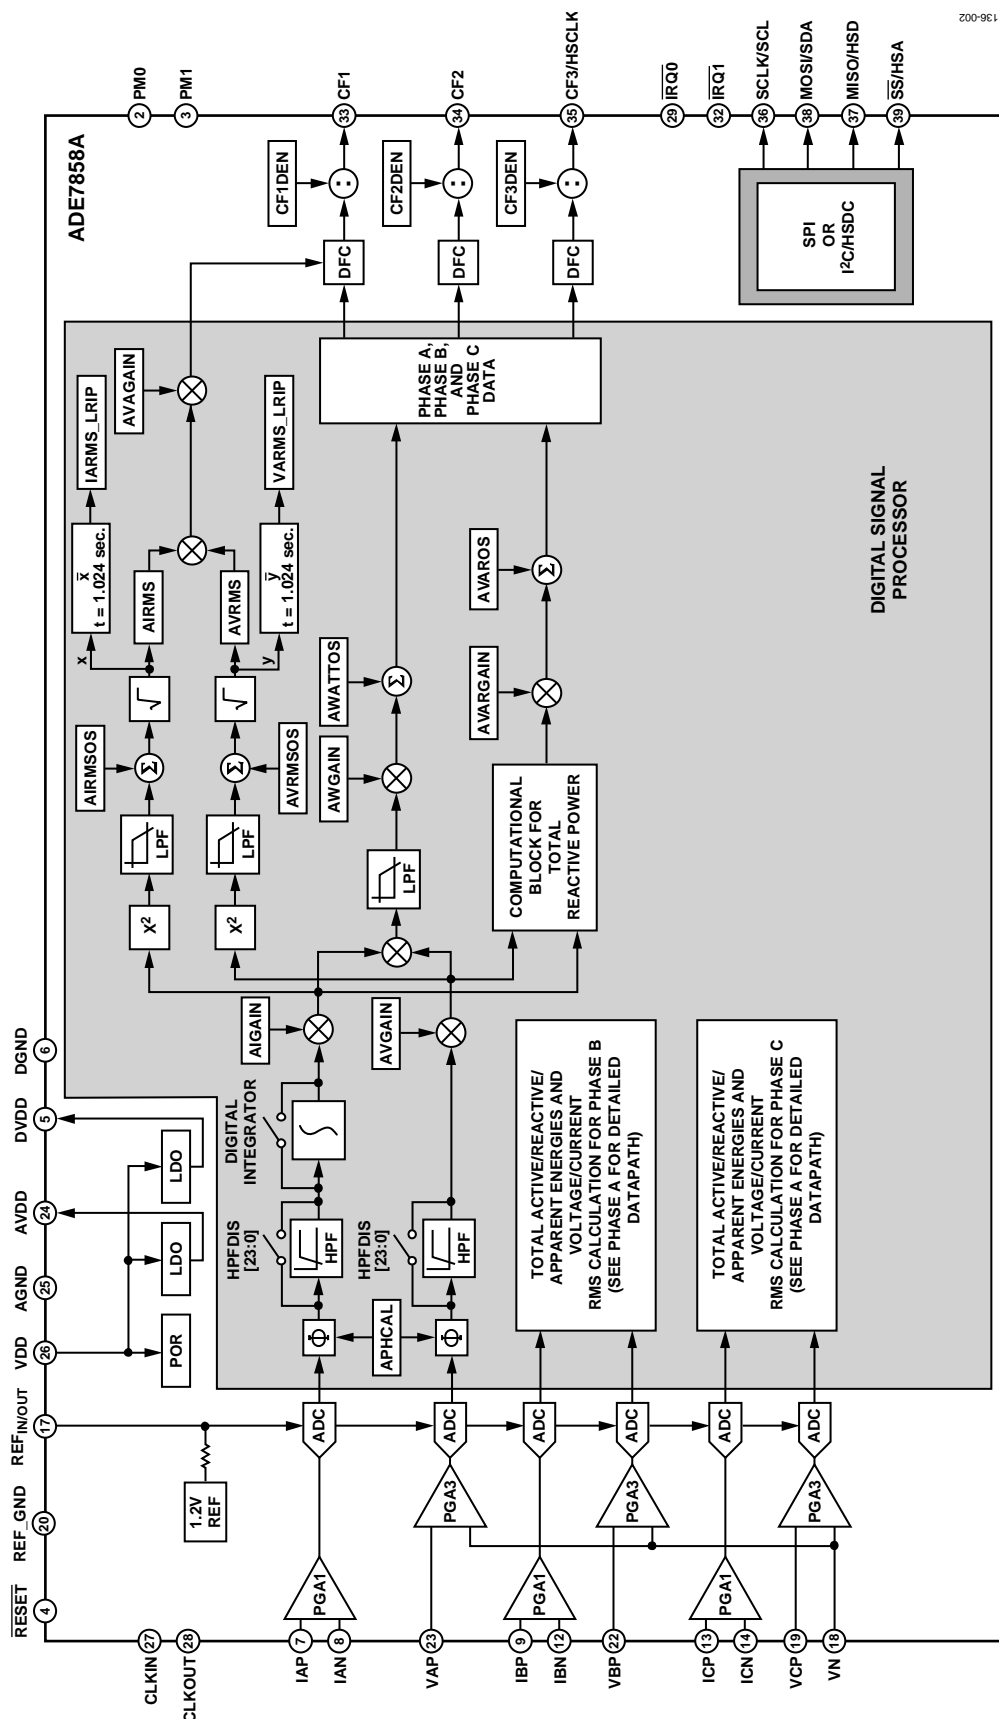 RESET
4
REF_GND
20
REFIN/OUT
17
VDD
26
AGND
25
AVDD
24
DVDD
5
DGND
6
ADE7858A
CLKIN
27
CLKOUT
28
1.2V
REF
POR
LDO
LDO
IAP
7
IAN
8
PGA1
ADC
VAP
23
PGA3
ADC
IBP
9
IBN
12
PGA1
ADC
VBP
22
PGA3
ADC
ICP
13
ICN
14
PGA1
ADC
VCP
19
VN
18
PGA3
ADC
Φ
APHCAL
Φ
HPFDIS
[23:0]
HPF
HPFDIS
[23:0]
HPF
DIGITAL
INTEGRATOR
AIGAIN
AVGAIN
X2
LPF
AIRMSOS
Σ
√
x
x
t = 1.024 sec.
IARMS_LRIP
AIRMS
X2
LPF
AVRMSOS
Σ
√
y
AVRMS
y
t = 1.024 sec.
VARMS_LRIP
AVAGAIN
LPF
AWGAIN
AWATTOS
Σ
COMPUTATIONAL
BLOCK FOR
TOTAL
REACTIVE POWER
AVARGAIN
AVAROS
Σ
PHASE A,
PHASE B,
AND
PHASE C
DATA
TOTAL ACTIVE/REACTIVE/
APPARENT ENERGIES AND
VOLTAGE/CURRENT
RMS CALCULATION FOR PHASE B
(SEE PHASE A FOR DETAILED
DATAPATH)
TOTAL ACTIVE/REACTIVE/
APPARENT ENERGIES AND
VOLTAGE/CURRENT
RMS CALCULATION FOR PHASE C
(SEE PHASE A FOR DETAILED
DATAPATH)
DIGITAL SIGNAL
PROCESSOR
DFC
CF1DEN
:
DFC
CF2DEN
:
DFC
CF3DEN
:
SPI
OR
I2C/HSDC
2
PM0
3
PM1
33
CF1
34
CF2
35
CF3/HSCLK
29
IRQ0
32
IRQ1
36
SCLK/SCL
38
MOSI/SDA
37
MISO/HSD
39
SS/HSA
136-002